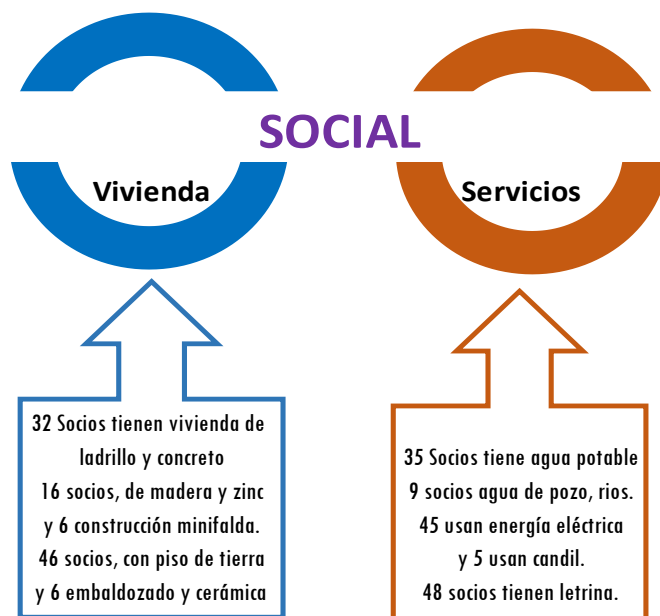 SOCIAL
Vivienda
Servicios
32 Socios tienen vivienda de
ladrillo y concreto
16 socios, de madera y zinc
y 6 construcción minifalda.
46 socios, con piso de tierra
y 6 embaldozado y cerámica
35 Socios tiene agua potable
9 socios agua de pozo, rios.
45 usan energía eléctrica
y 5 usan candil.
48 socios tienen letrina.